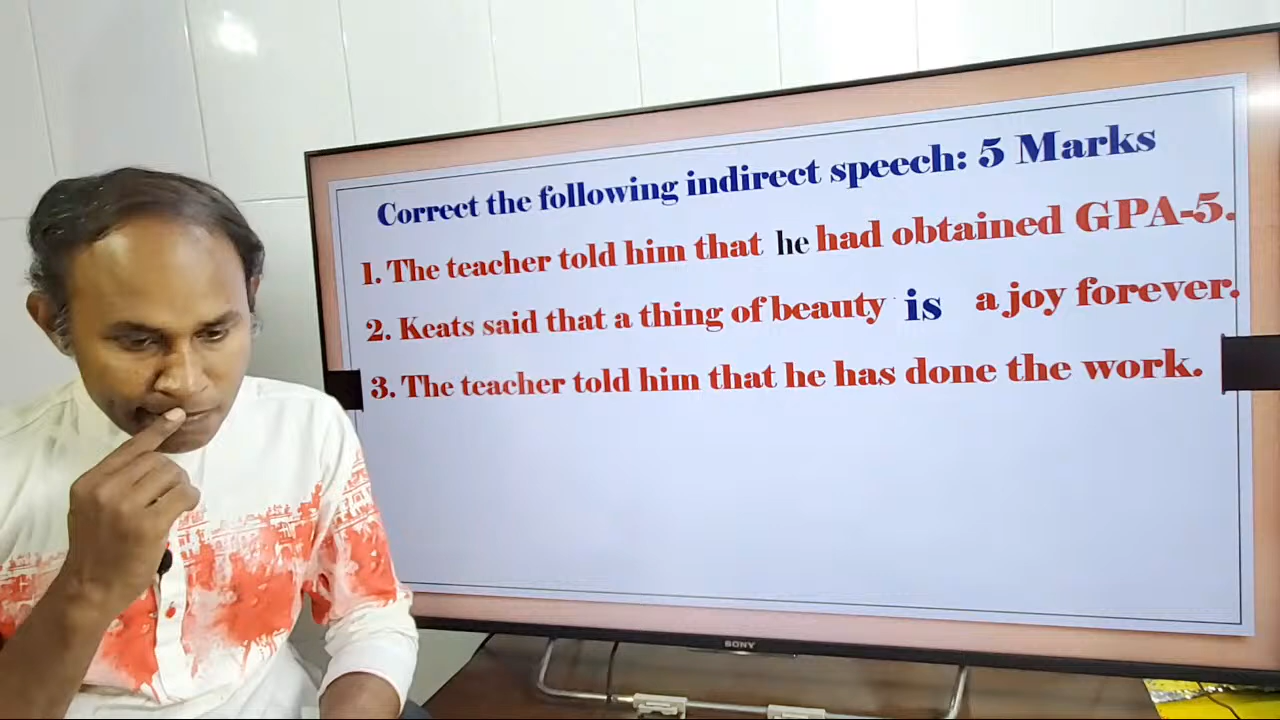 Correct the following indirect speech: 5 Marks
1. The teacher told him that he had obtained GPA-5.
2. Keats said that a thing of beauty is a joy forever.
3. The teacher told him that he has done the work.
SONY